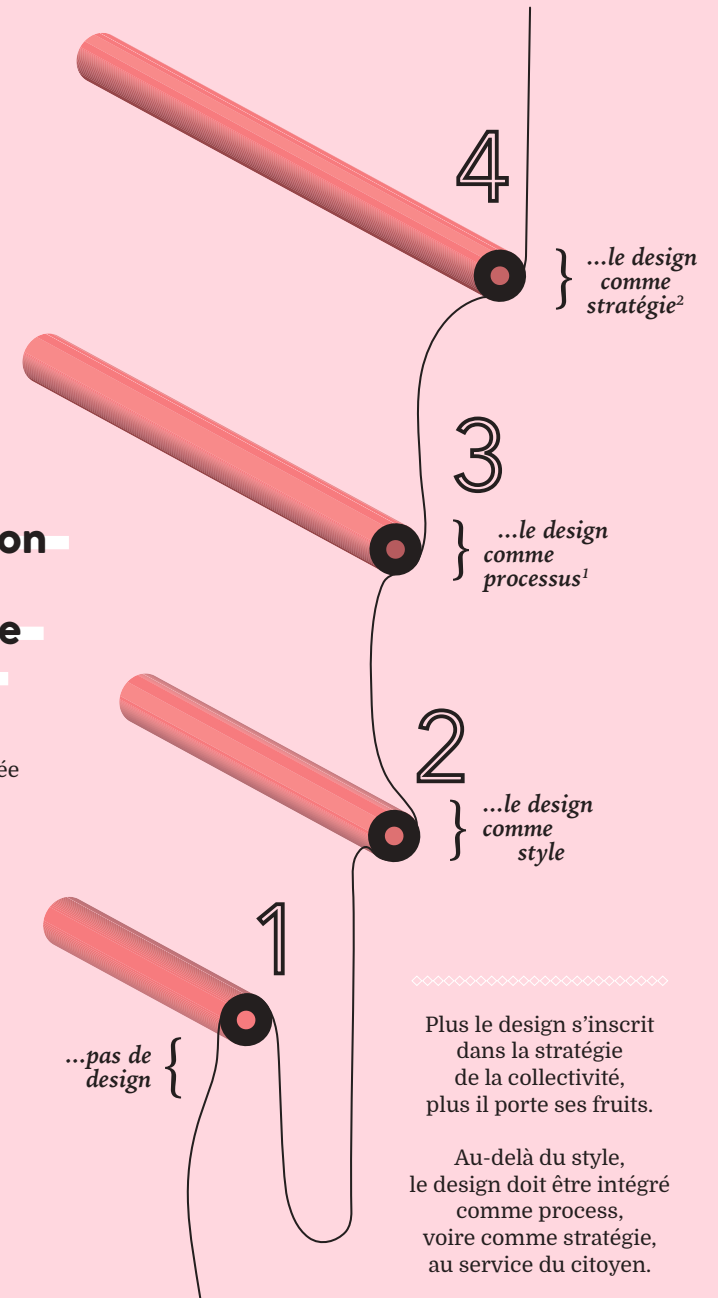 4
...le design
comme
stratégie²
3
...le design
comme
processus¹
on
e
ée
2
...le design
comme
style
1
...pas de
design
Plus le design s’inscrit
dans la stratégie
de la collectivité,
plus il porte ses fruits.
Au-delà du style,
le design doit être intégré
comme process,
voire comme stratégie,
au service du citoyen.